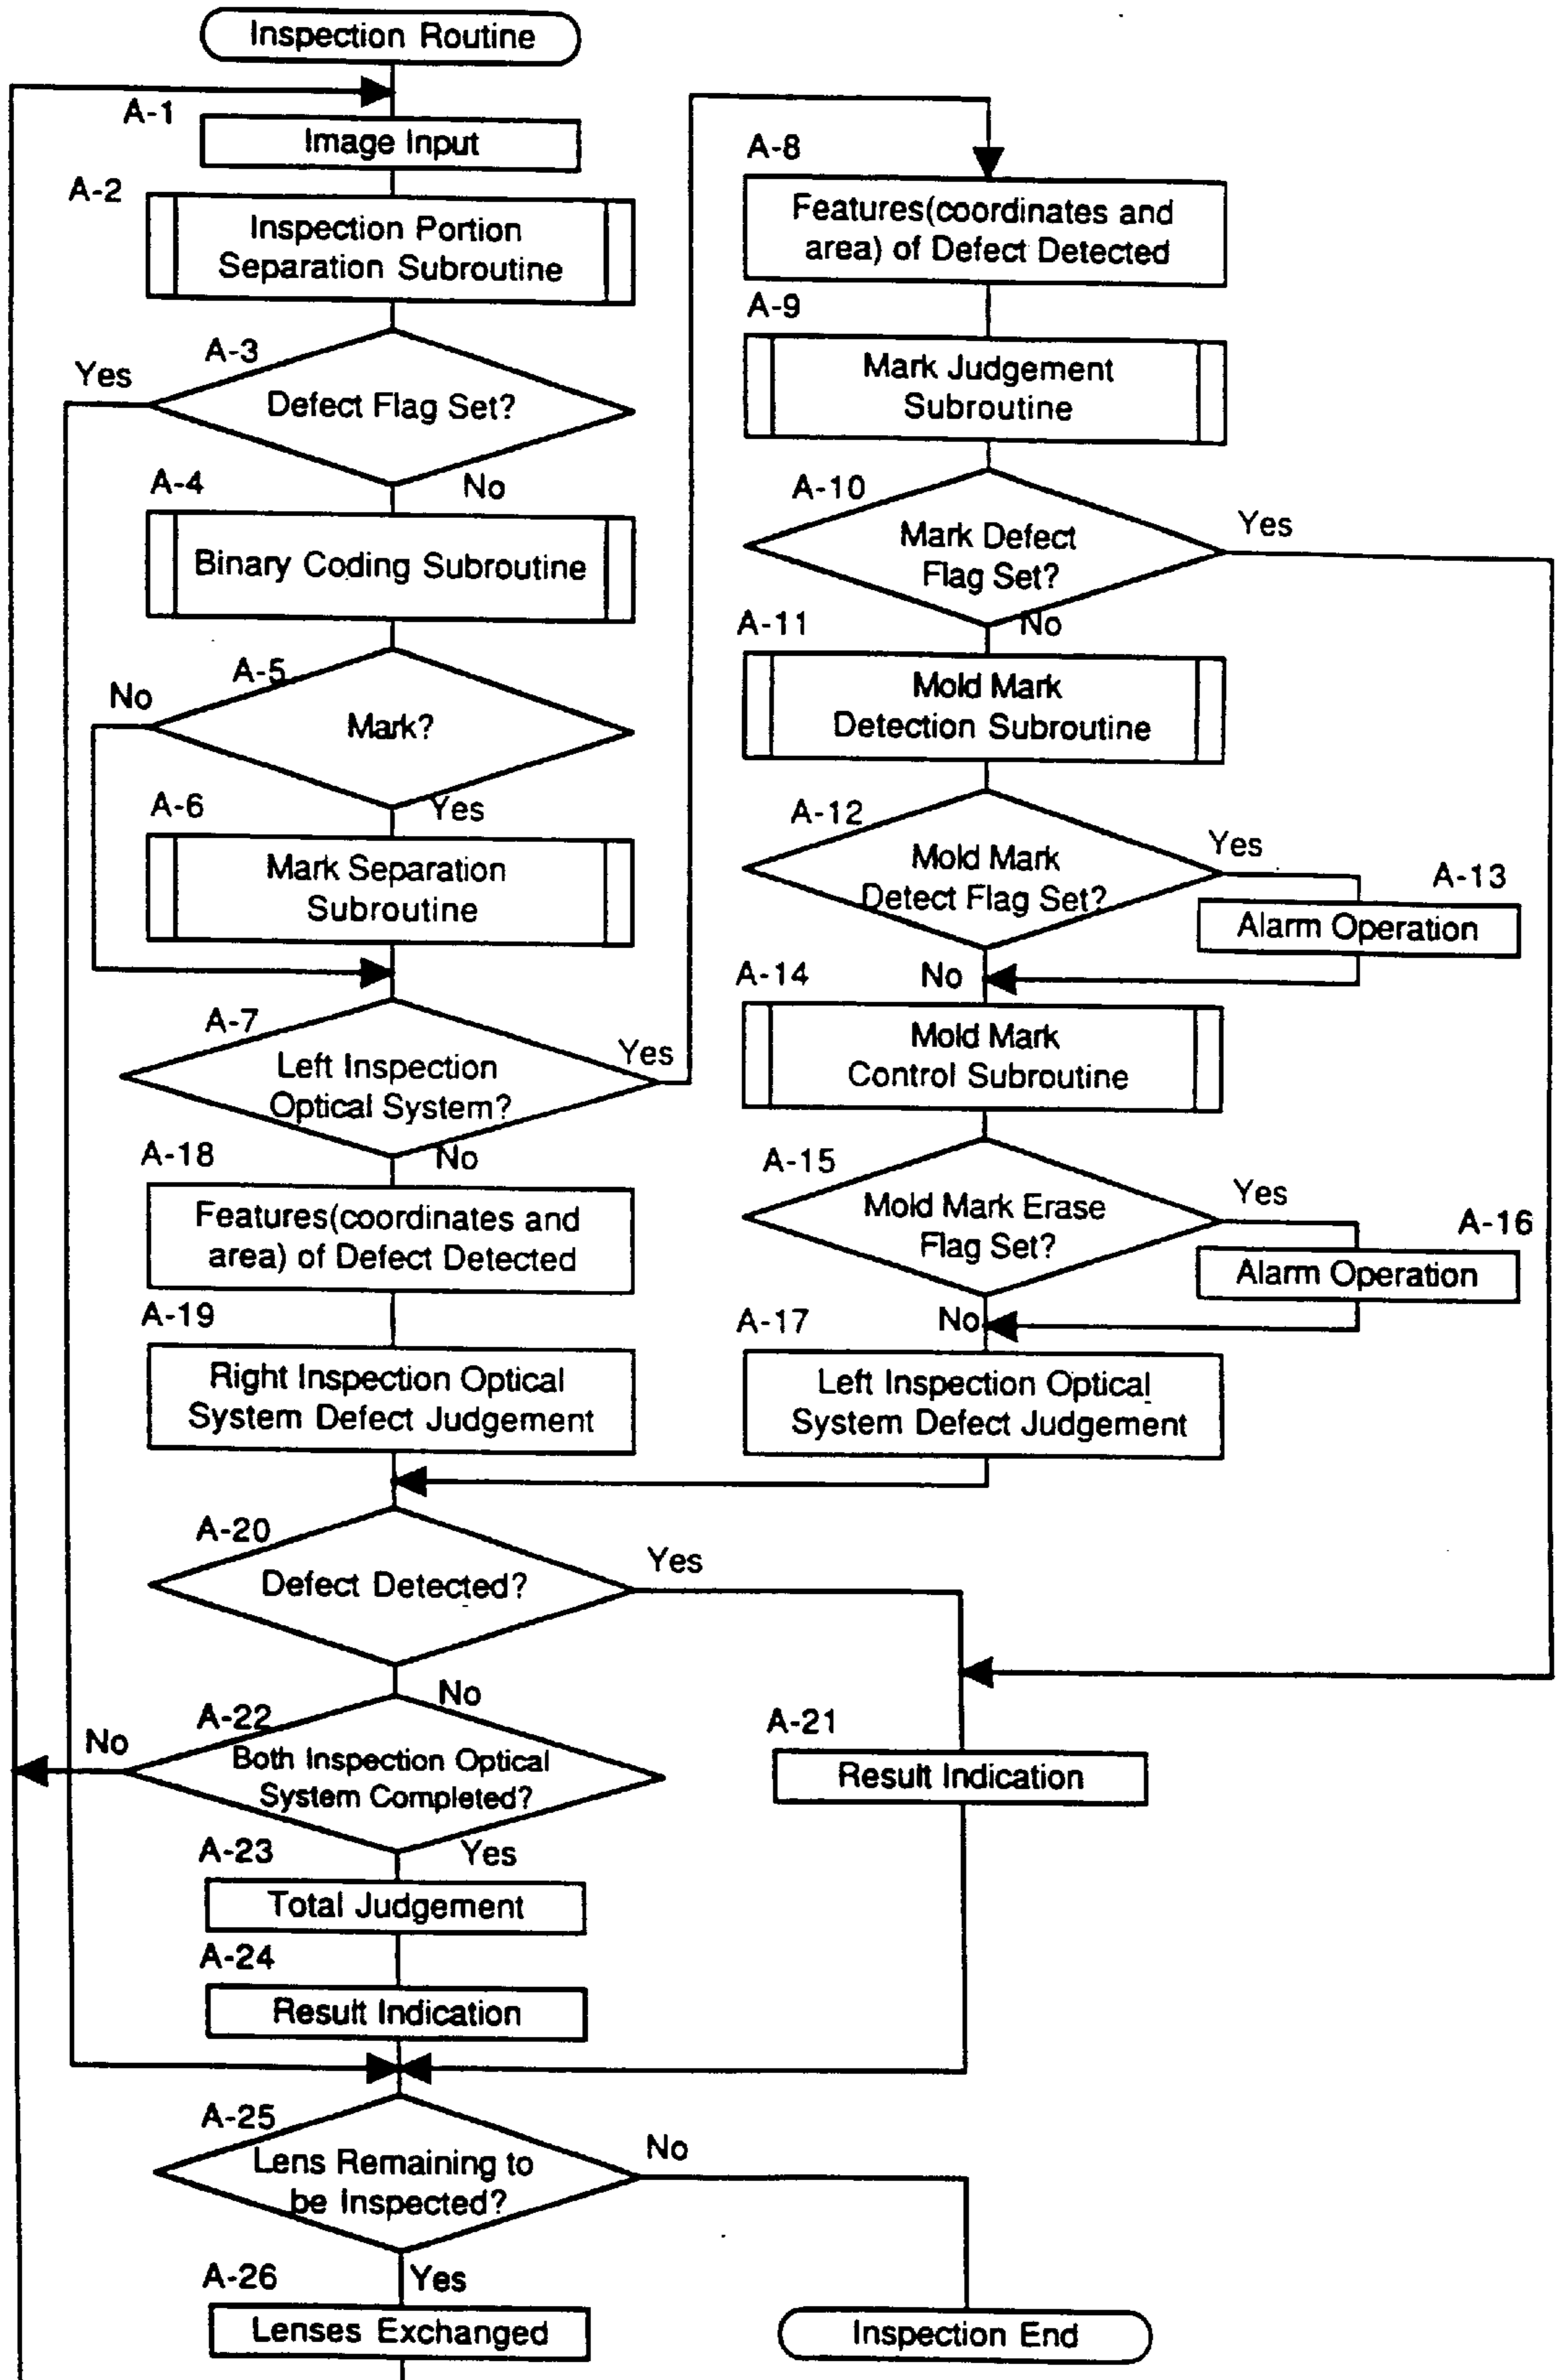 Inspection Routine
A-1
Image Input
A-2
Inspection Portion
Separation Subroutine
A-3
Yes
Defect Flag Set?
No
A-4
Binary Coding Subroutine
A-5
No
Mark?
Yes
A-6
Mark Separation
Subroutine
A-7
Yes
Left Inspection
Optical System?
No
A-18
Features(coordinates and
area) of Defect Detected
A-19
Right Inspection Optical
System Defect Judgement
A-8
Features(coordinates and
area) of Defect Detected
A-9
Mark Judgement
Subroutine
A-10
Yes
Mark Defect
Flag Set?
No
A-11
Mold Mark
Detection Subroutine
A-12
Yes
Mold Mark
Detect Flag Set?
A-13
Alarm Operation
No
A-14
Mold Mark
Control Subroutine
A-15
Yes
Mold Mark Erase
Flag Set?
A-16
Alarm Operation
No
A-17
Left Inspection Optical
System Defect Judgement
A-20
Yes
Defect Detected?
No
A-21
Result Indication
A-22
No
Both Inspection Optical
System Completed?
Yes
A-23
Total Judgement
A-24
Result Indication
A-25
No
Lens Remaining to
be Inspected?
Yes
A-26
Lenses Exchanged
Inspection End